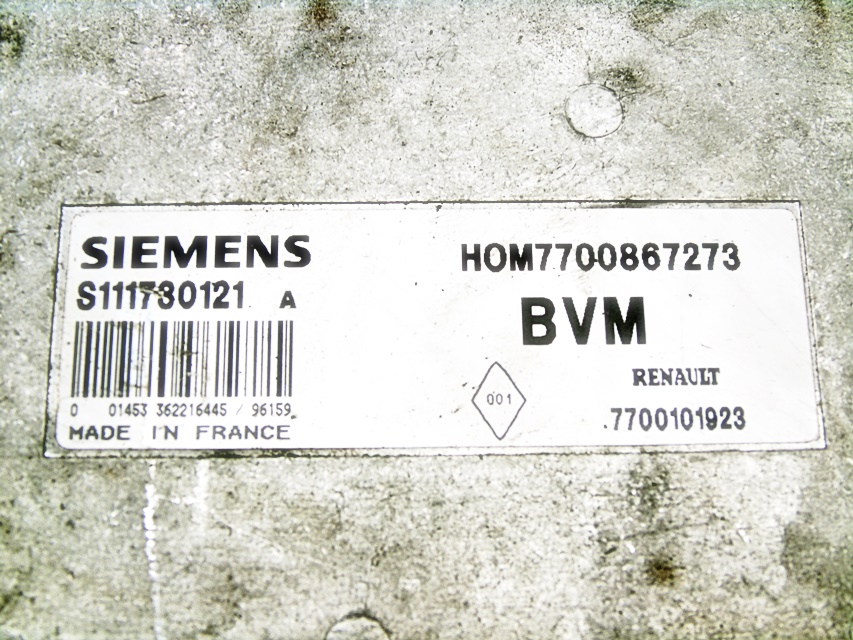 SIEMENS
S111730121 A
0 01453 362216445 / 96159
MADE IN FRANCE
HOM7700867273
BVM
001
RENAULT
.7700101923